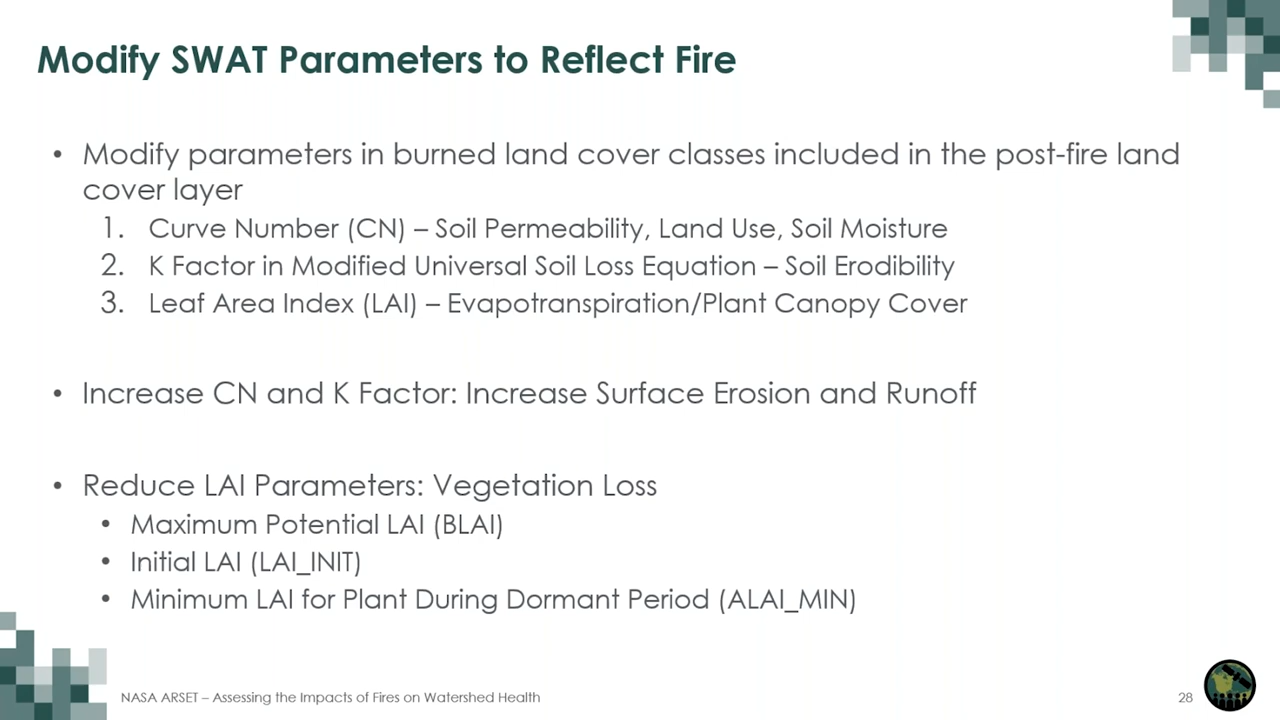 Modify SWAT Parameters to Reflect Fire
• Modify parameters in burned land cover classes included in the post-fire land
cover layer
1. Curve Number (CN) – Soil Permeability, Land Use, Soil Moisture
2. K Factor in Modified Universal Soil Loss Equation – Soil Erodibility
3. Leaf Area Index (LAI) – Evapotranspiration/Plant Canopy Cover
• Increase CN and K Factor: Increase Surface Erosion and Runoff
• Reduce LAI Parameters: Vegetation Loss
• Maximum Potential LAI (BLAI)
• Initial LAI (LAI_INIT)
• Minimum LAI for Plant During Dormant Period (ALAI_MIN)
NASA ARSET – Assessing the Impacts of Fires on Watershed Health
28